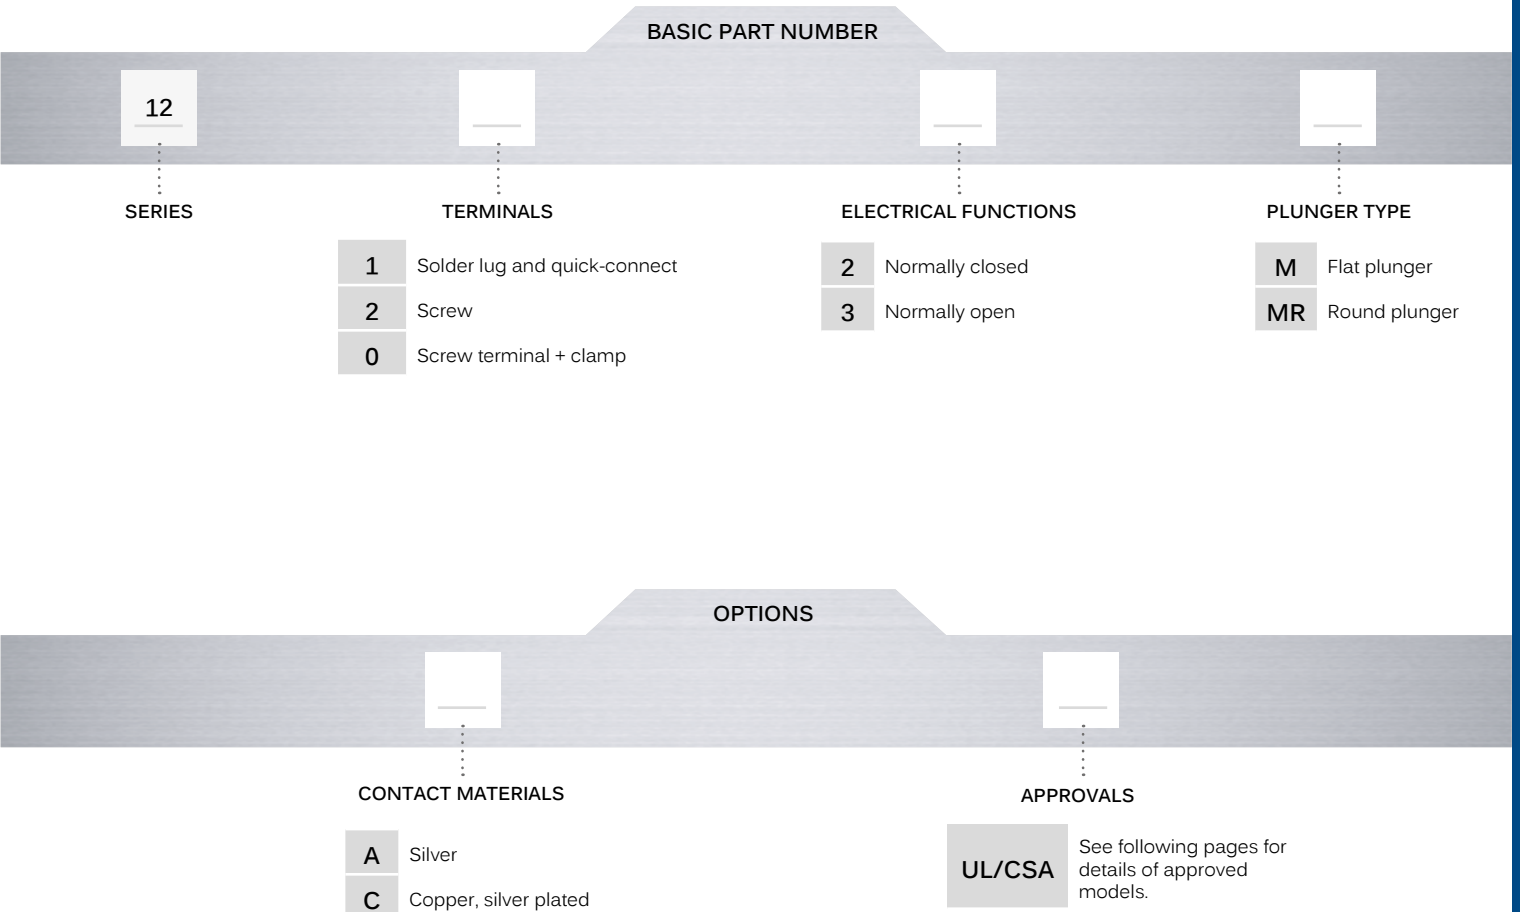 BASIC PART NUMBER
12
SERIES
TERMINALS
1 Solder lug and quick-connect
2 Screw
0 Screw terminal + clamp
ELECTRICAL FUNCTIONS
2 Normally closed
3 Normally open
PLUNGER TYPE
M Flat plunger
MR Round plunger
OPTIONS
CONTACT MATERIALS
A Silver
C Copper, silver plated
APPROVALS
UL/CSA
See following pages for
details of approved
models.